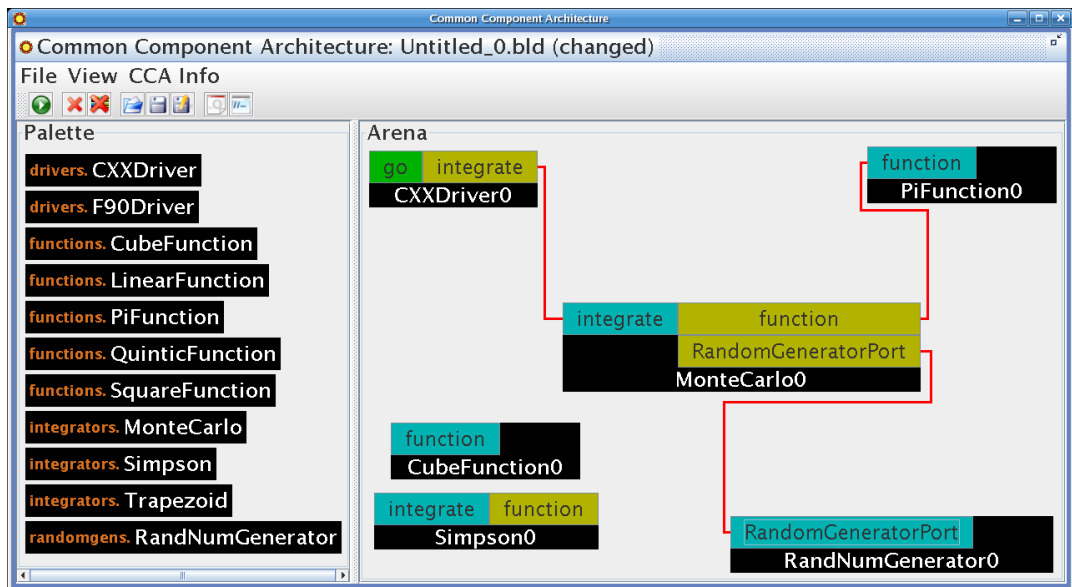 Common Component Architecture
Common Component Architecture: Untitled_0.bld (changed)
File View CCA Info
Palette
drivers. CXXDriver
drivers. F90Driver
functions. CubeFunction
functions. LinearFunction
functions. PiFunction
functions. QuinticFunction
functions. SquareFunction
integrators. MonteCarlo
integrators. Simpson
integrators. Trapezoid
randomgens. RandNumGenerator
Arena
go integrate
CXXDriver0
function
PiFunction0
integrate function
RandomGeneratorPort
MonteCarlo0
function
CubeFunction0
integrate function
Simpson0
RandomGeneratorPort
RandNumGenerator0